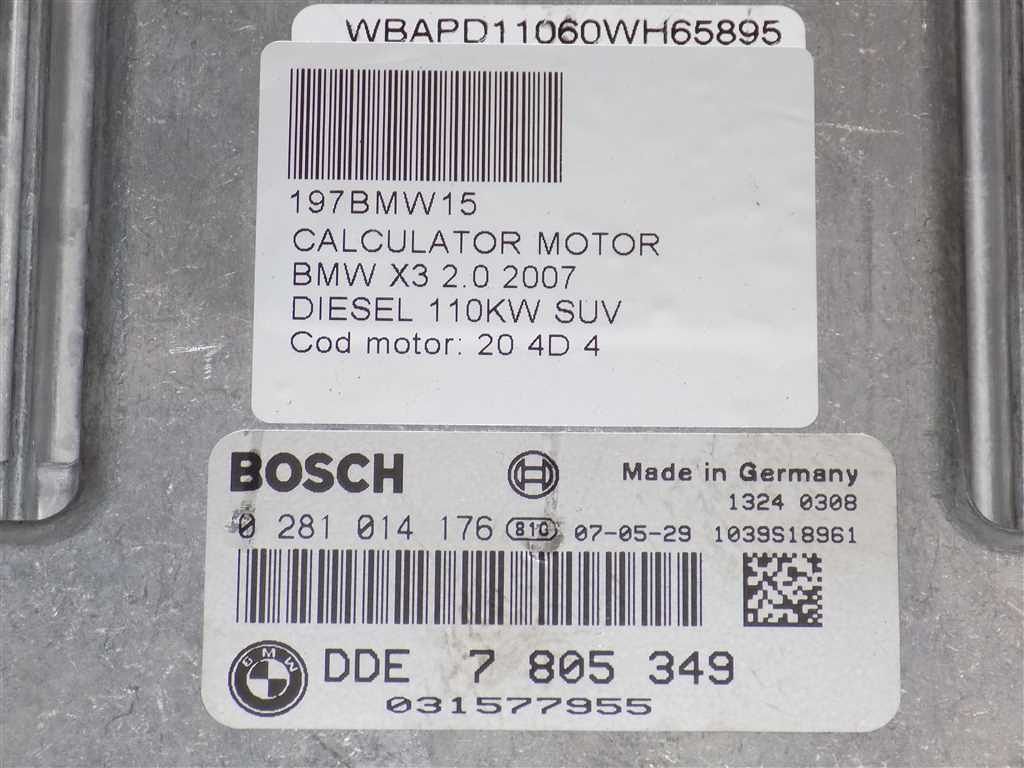 WBAPD11060WH65895
197BMW15
CALCULATOR MOTOR
BMW X3 2.0 2007
DIESEL 110KW SUV
Cod motor: 20 4D 4
BOSCH
Made in Germany
1324 0308
0 281 014 176 810 07-05-29 1039S18961
BMW
DDE 7 805 349
031577955